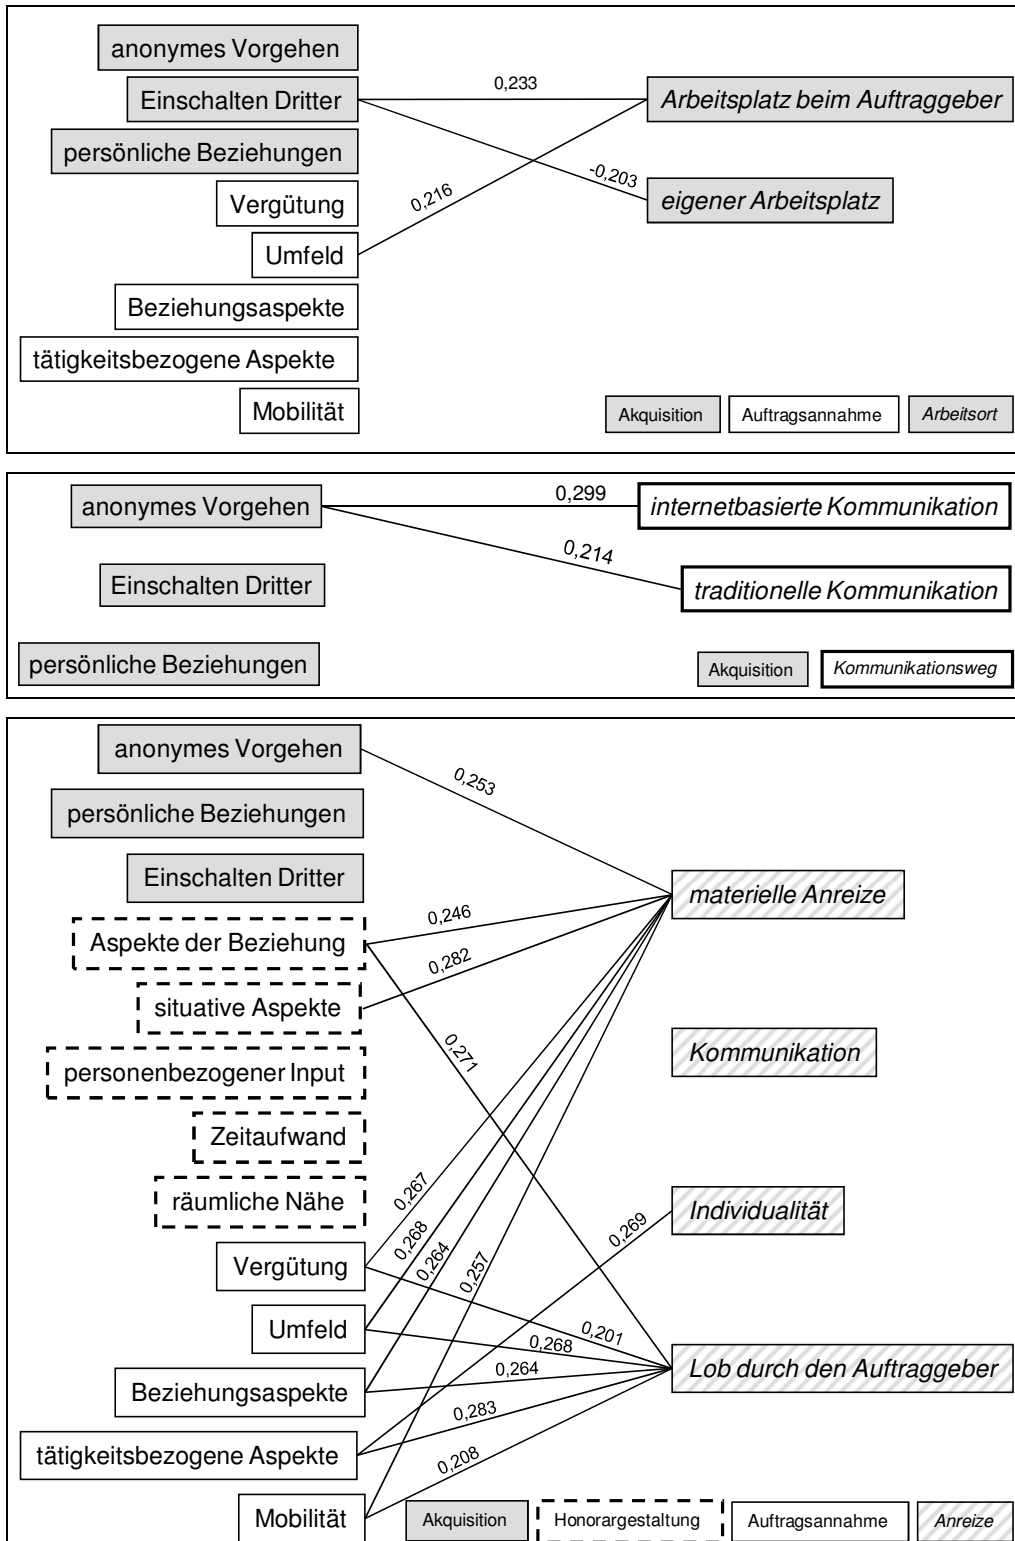 anonymes Vorgehen
Einschalten Dritter
0,233
Arbeitsplatz beim Auftraggeber
persönliche Beziehungen
-0,203
Vergütung
0,216
eigener Arbeitsplatz
Umfeld
Beziehungsaspekte
tätigkeitsbezogene Aspekte
Mobilität
Akquisition
Auftragsannahme
Arbeitsort
anonymes Vorgehen
0,299
internetbasierte Kommunikation
0,214
Einschalten Dritter
traditionelle Kommunikation
persönliche Beziehungen
Akquisition
Kommunikationsweg
anonymes Vorgehen
0,253
persönliche Beziehungen
Einschalten Dritter
materielle Anreize
0,246
Aspekte der Beziehung
0,282
situative Aspekte
0,271
Kommunikation
personenbezogener Input
Zeitaufwand
räumliche Nähe
0,267
Individualität
0,269
0,268
0,264
0,257
Vergütung
Umfeld
0,201
0,268
Lob durch den Auftraggeber
0,264
Beziehungsaspekte
0,283
tätigkeitsbezogene Aspekte
0,208
Mobilität
Akquisition
Honorargestaltung
Auftragsannahme
Anreize